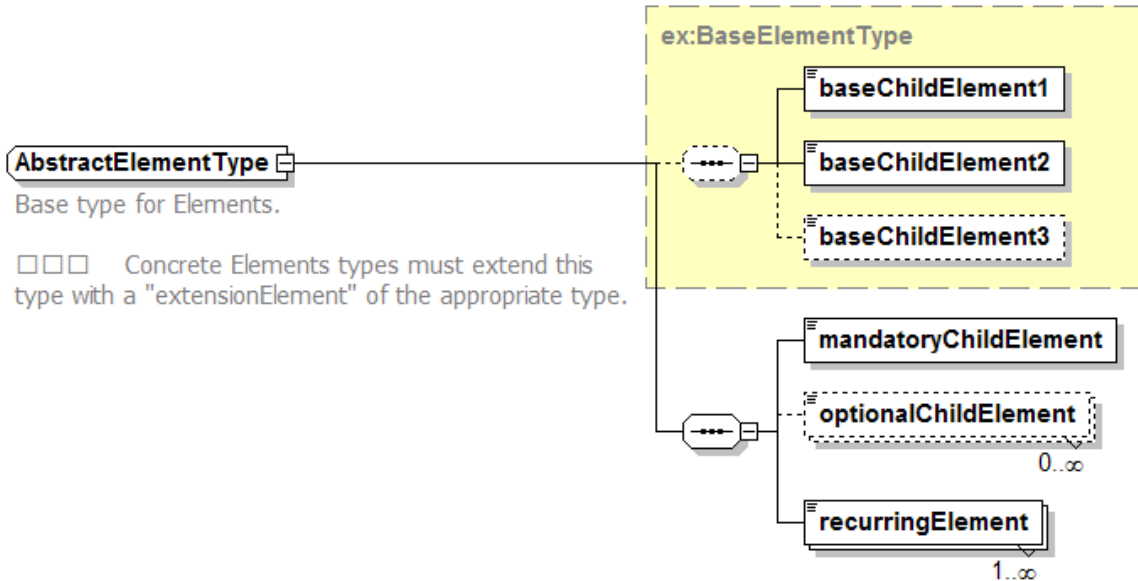 ex:BaseElementType
baseChildElement1
AbstractElementType
baseChildElement2
Base type for Elements.
baseChildElement3
□□□ Concrete Elements types must extend this
type with a "extensionElement" of the appropriate type.
mandatoryChildElement
optionalChildElement
0..∞
recurringElement
1..∞